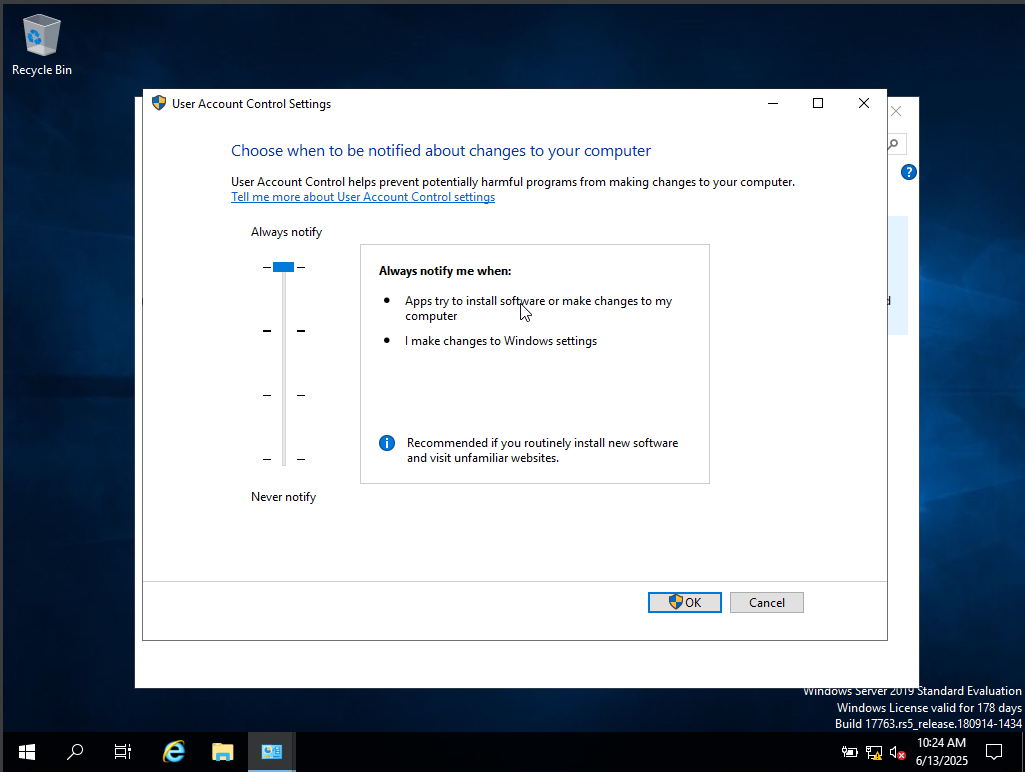 Recycle Bin
User Account Control Settings
Choose when to be notified about changes to your computer
User Account Control helps prevent potentially harmful programs from making changes to your computer.
Tell me more about User Account Control settings
Always notify
Always notify me when:
Apps try to install software or make changes to my
computer
I make changes to Windows settings
Recommended if you routinely install new software
and visit unfamiliar websites.
Never notify
OK
Cancel
Windows Server 2019 Standard Evaluation
Windows License valid for 178 days
Build 17763.rs5_release.180914-1434
10:24 AM
6/13/2025